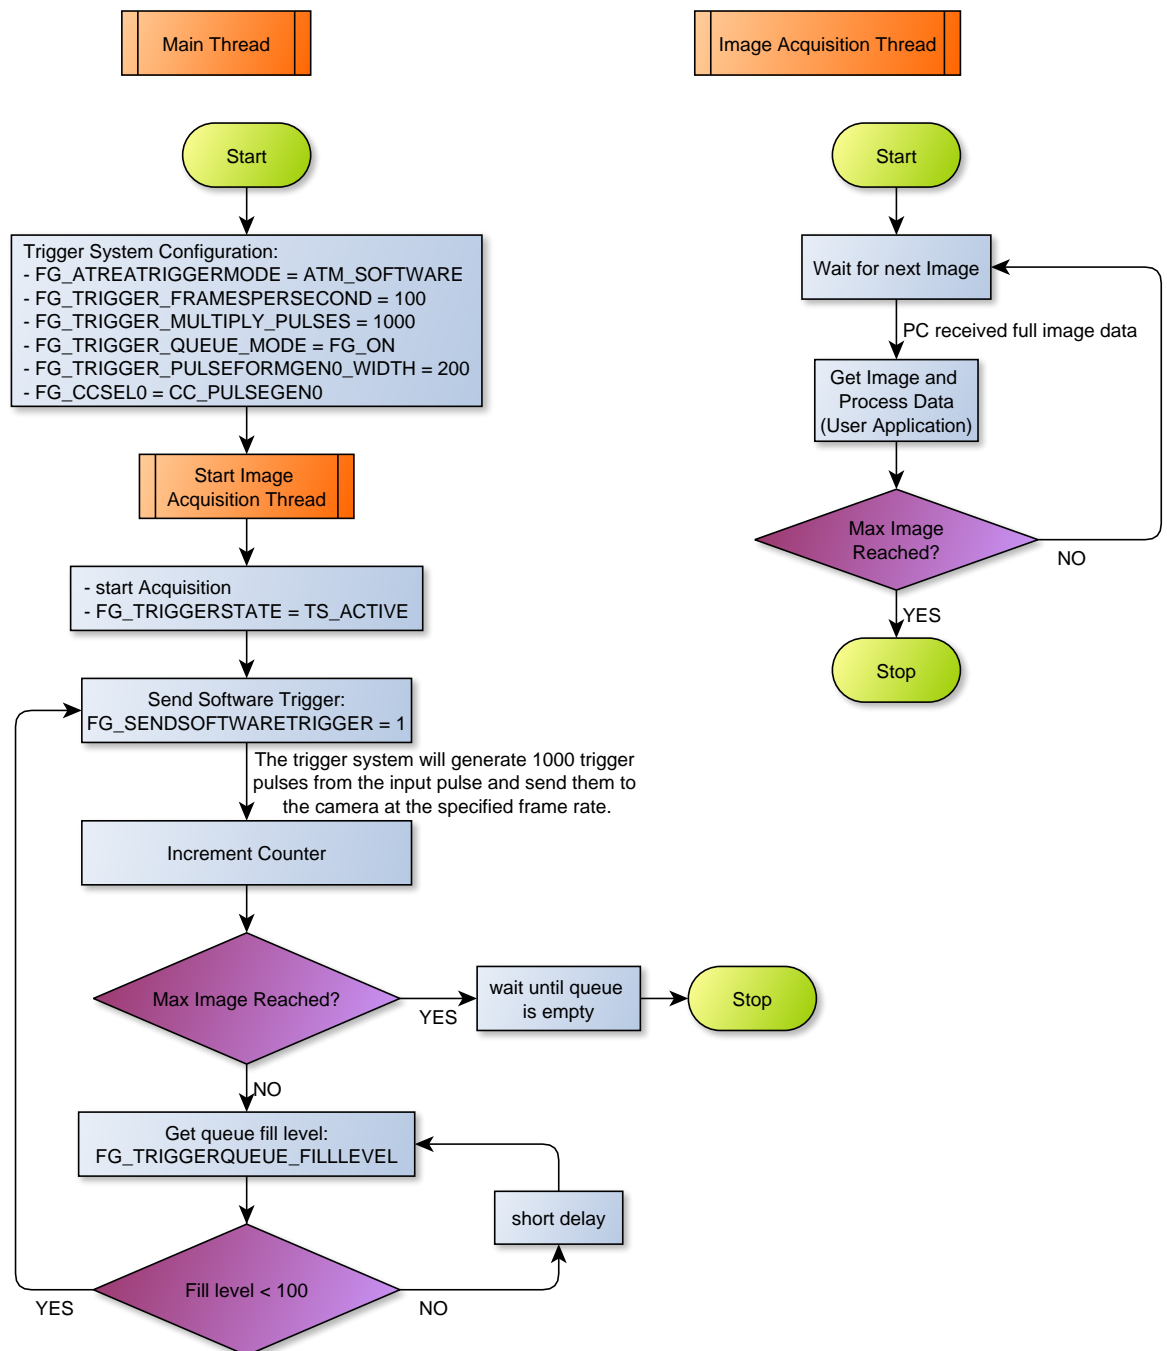 Main Thread
Image Acquisition Thread
Start
Start
Trigger System Configuration:
- FG_ATREATRIGGERMODE = ATM_SOFTWARE
- FG_TRIGGER_FRAMESPERSECOND = 100
- FG_TRIGGER_MULTIPLY_PULSES = 1000
- FG_TRIGGER_QUEUE_MODE = FG_ON
- FG_TRIGGER_PULSEFORMGEN0_WIDTH = 200
- FG_CCSEL0 = CC_PULSEGEN0
Wait for next Image
PC received full image data
Get Image and
Process Data
(User Application)
Start Image
Acquisition Thread
Max Image
Reached?
NO
YES
Stop
- start Acquisition
- FG_TRIGGERSTATE = TS_ACTIVE
Send Software Trigger:
FG_SENDSOFTWARETRIGGER = 1
The trigger system will generate 1000 trigger
pulses from the input pulse and send them to
the camera at the specified frame rate.
Increment Counter
Max Image Reached?
YES
wait until queue
is empty
Stop
NO
Get queue fill level:
FG_TRIGGERQUEUE_FILLLEVEL
short delay
Fill level < 100
YES
NO